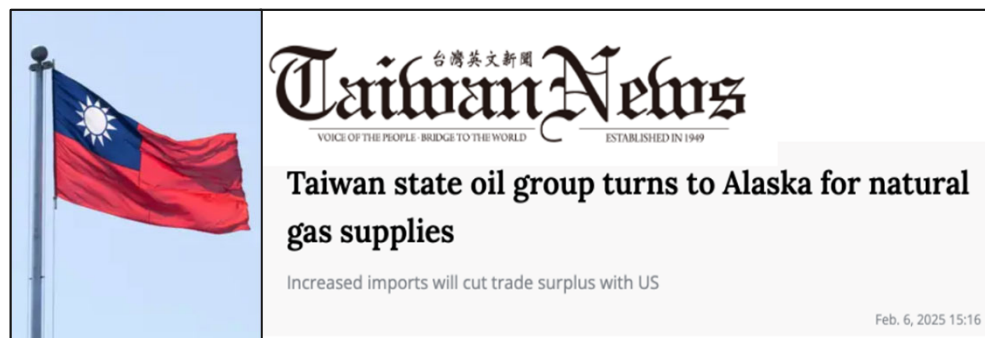 台灣英文新聞
Taiwan News
VOICE OF THE PEOPLE · BRIDGE TO THE WORLD
ESTABLISHED IN 1949
Taiwan state oil group turns to Alaska for natural
gas supplies
Increased imports will cut trade surplus with US
Feb. 6, 2025 15:16